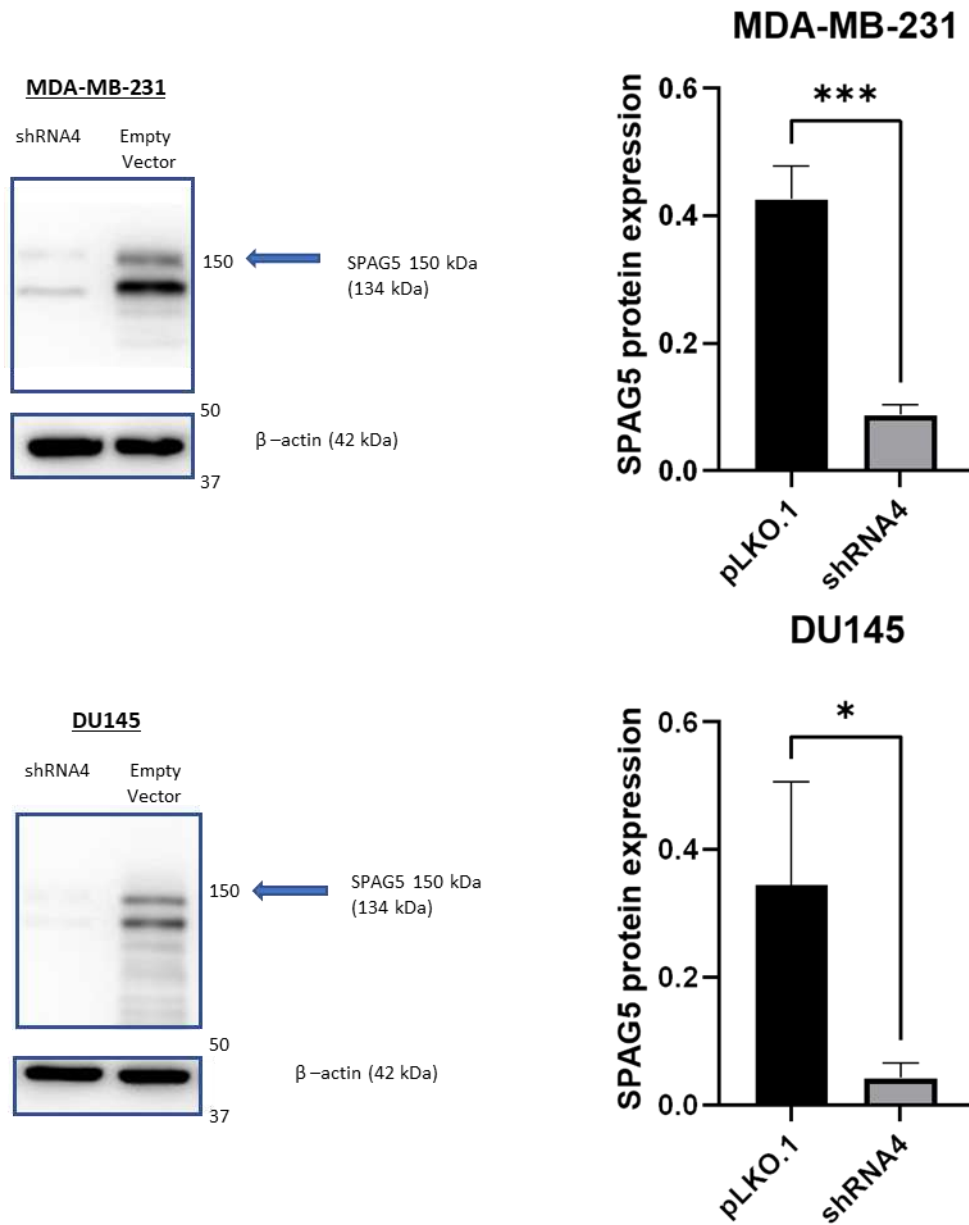 MDA-MB-231
shRNA4
Empty
Vector
150
SPAG5 150 kDa
(134 kDa)
50
β–actin (42 kDa)
37
MDA-MB-231
SPAG5 protein expression
0.6
0.4
0.2
0.0
***
pLKO.1
shRNA4
DU145
shRNA4
Empty
Vector
150
SPAG5 150 kDa
(134 kDa)
50
β–actin (42 kDa)
37
DU145
SPAG5 protein expression
0.6
0.4
0.2
0.0
*
pLKO.1
shRNA4